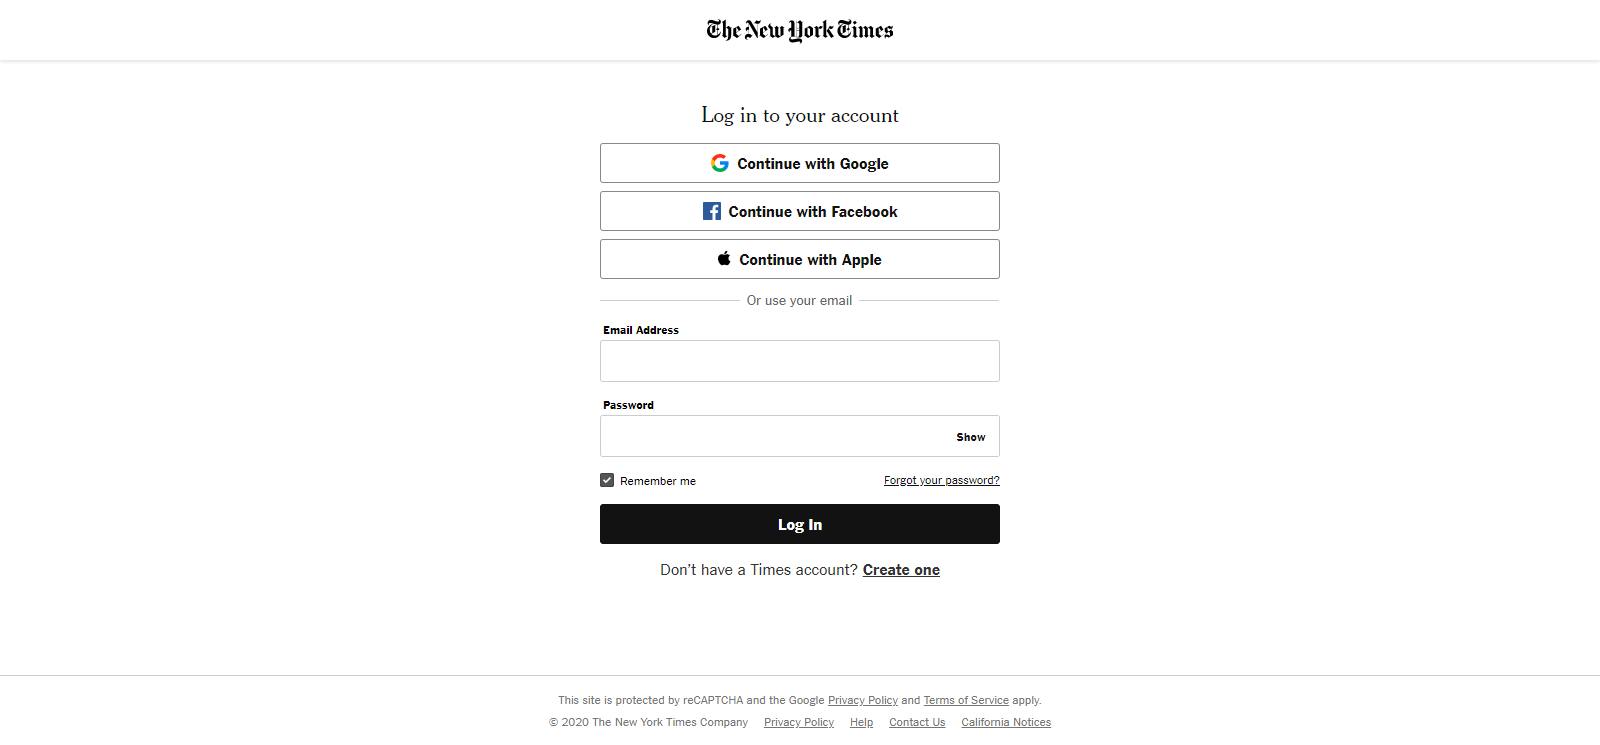 The New York Times
Log in to your account
Continue with Google
Continue with Facebook
Continue with Apple
Or use your email
Email Address
Password
Show
Remember me Forgot your password?
Log In
Don’t have a Times account? Create one
This site is protected by reCAPTCHA and the Google Privacy Policy and Terms of Service apply.
© 2020 The New York Times Company Privacy Policy Help Contact Us California Notices